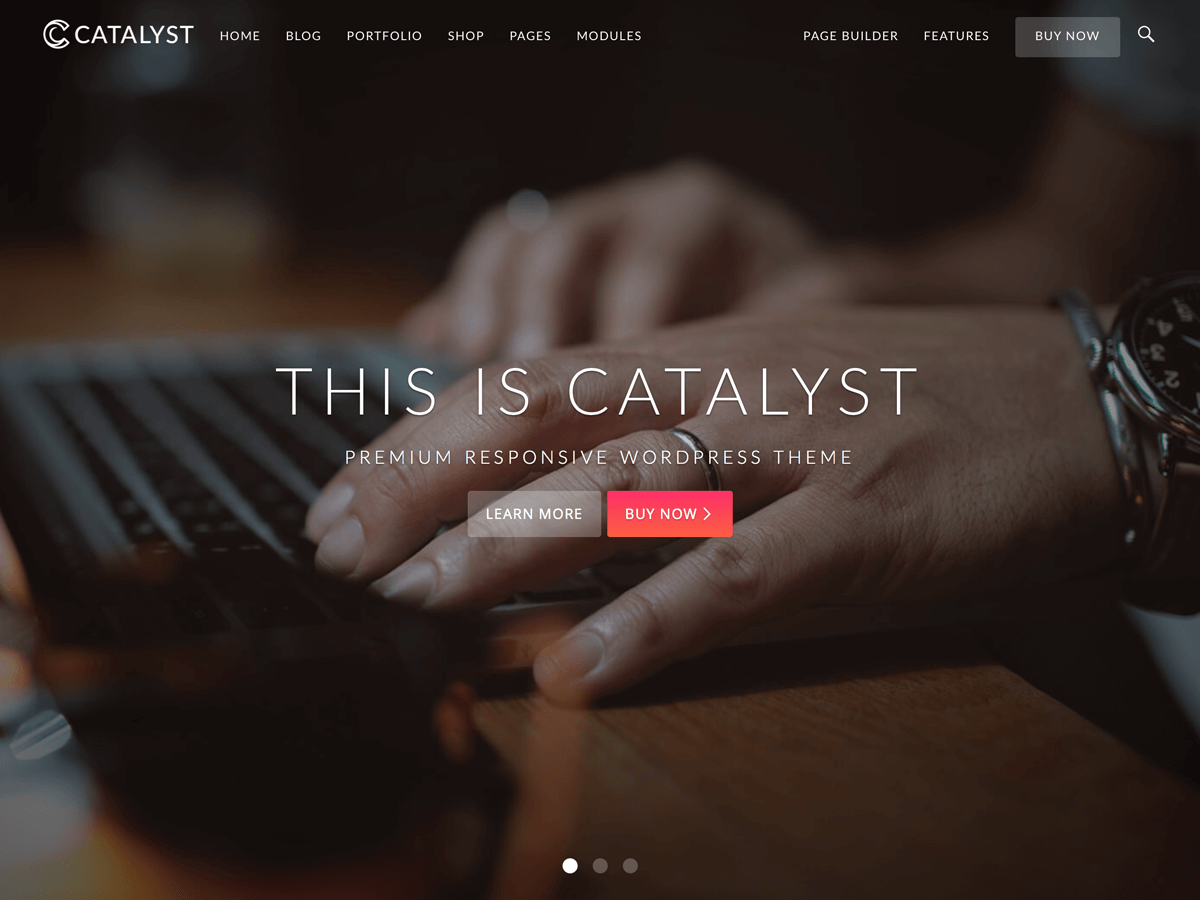 CATALYST HOME BLOG PORTFOLIO SHOP PAGES MODULES PAGE BUILDER FEATURES BUY NOW
THIS IS CATALYST
PREMIUM RESPONSIVE WORDPRESS THEME
LEARN MORE BUY NOW